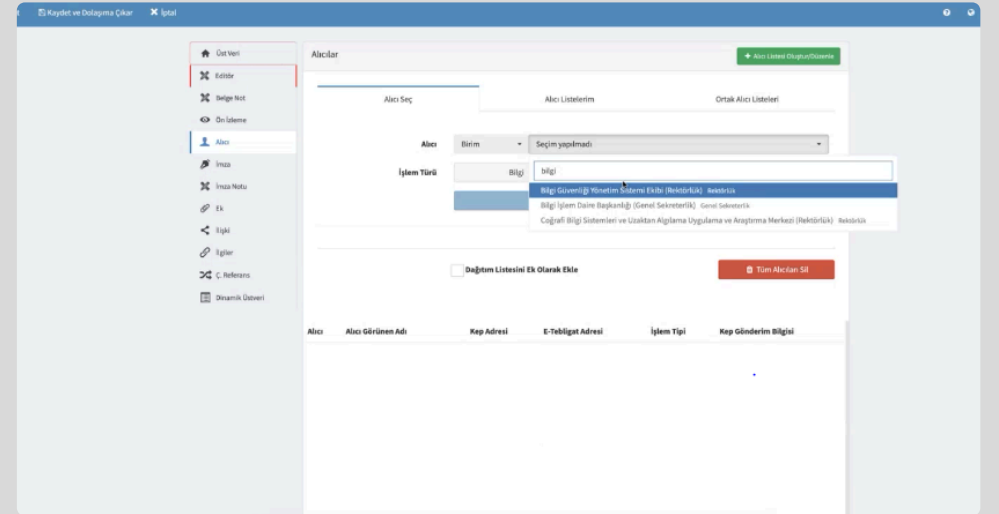 Kaydet ve Dolaşıma Çıkar İptal
Üst Veri
Editör
Belge Not
Ön İzleme
Alıcı
İmza
İmza Notu
Ek
İlişki
İlgiler
Ç. Referans
Dinamik Üstveri
Alıcılar
Alıcı Listesi Oluştur/Düzenle
Alıcı Seç Alıcı Listelerim Ortak Alıcı Listeleri
Alıcı Birim Seçim yapılmadı
İşlem Türü Bilgi
bilgi
Bilgi Güvenliği Yönetim Sistemi Ekibi (Rektörlük) Rektörlük
Bilgi İşlem Daire Başkanlığı (Genel Sekreterlik) Genel Sekreterlik
Coğrafi Bilgi Sistemleri ve Uzaktan Algılama Uygulama ve Araştırma Merkezi (Rektörlük) Rektörlük
Dağıtım Listesini Ek Olarak Ekle
Tüm Alıcıları Sil
Alıcı Alıcı Görünen Adı Kep Adresi E-Tebligat Adresi İşlem Tipi Kep Gönderim Bilgisi